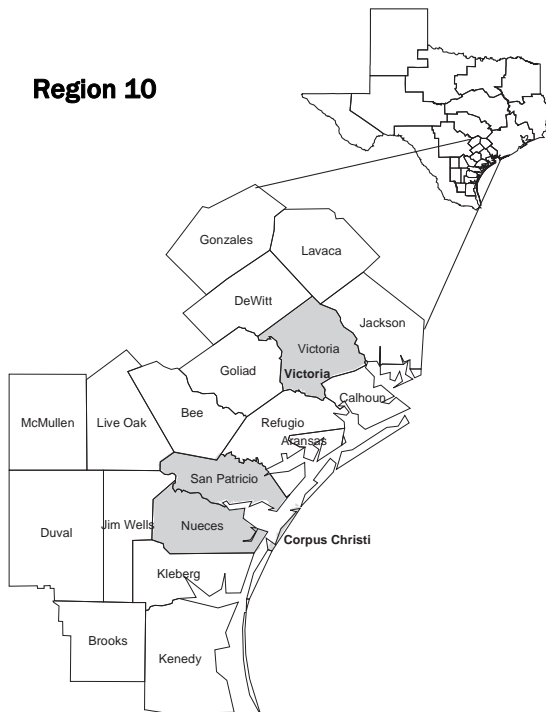 Region 10
Gonzales
Lavaca
DeWitt
Jackson
Victoria
Goliad
Victoria
Calhoun
Bee
McMullen
Live Oak
Refugio
Aransas
San Patricio
Jim Wells
Nueces
Duval
Corpus Christi
Kleberg
Brooks
Kenedy